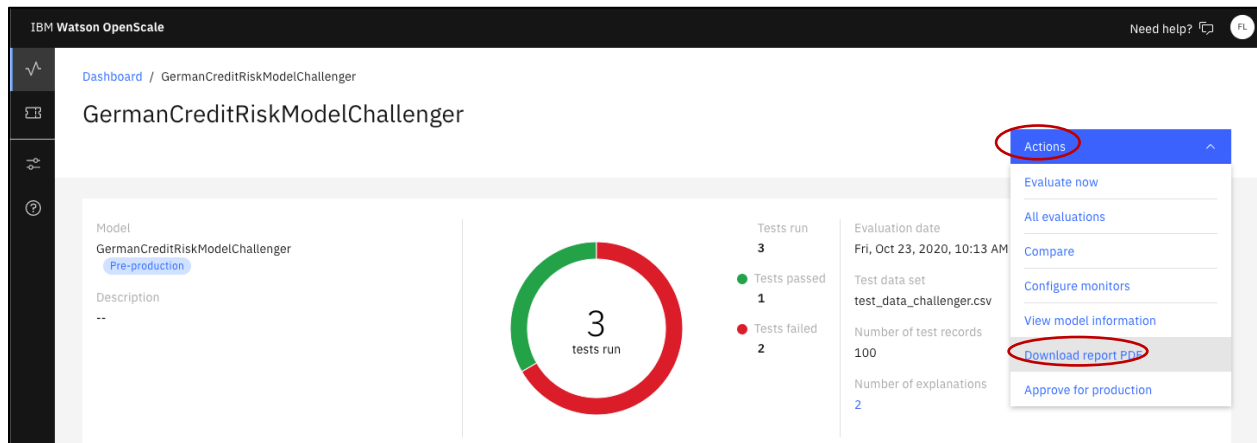 IBM Watson OpenScale
Need help?
FL
Dashboard / GermanCreditRiskModelChallenger
GermanCreditRiskModelChallenger
Actions
Evaluate now
All evaluations
Compare
Configure monitors
View model information
Download report PDF
Approve for production
Model
GermanCreditRiskModelChallenger
Pre-production
Description
--
3
tests run
Tests run
3
Tests passed
1
Tests failed
2
Evaluation date
Fri, Oct 23, 2020, 10:13 AM
Test data set
test_data_challenger.csv
Number of test records
100
Number of explanations
2